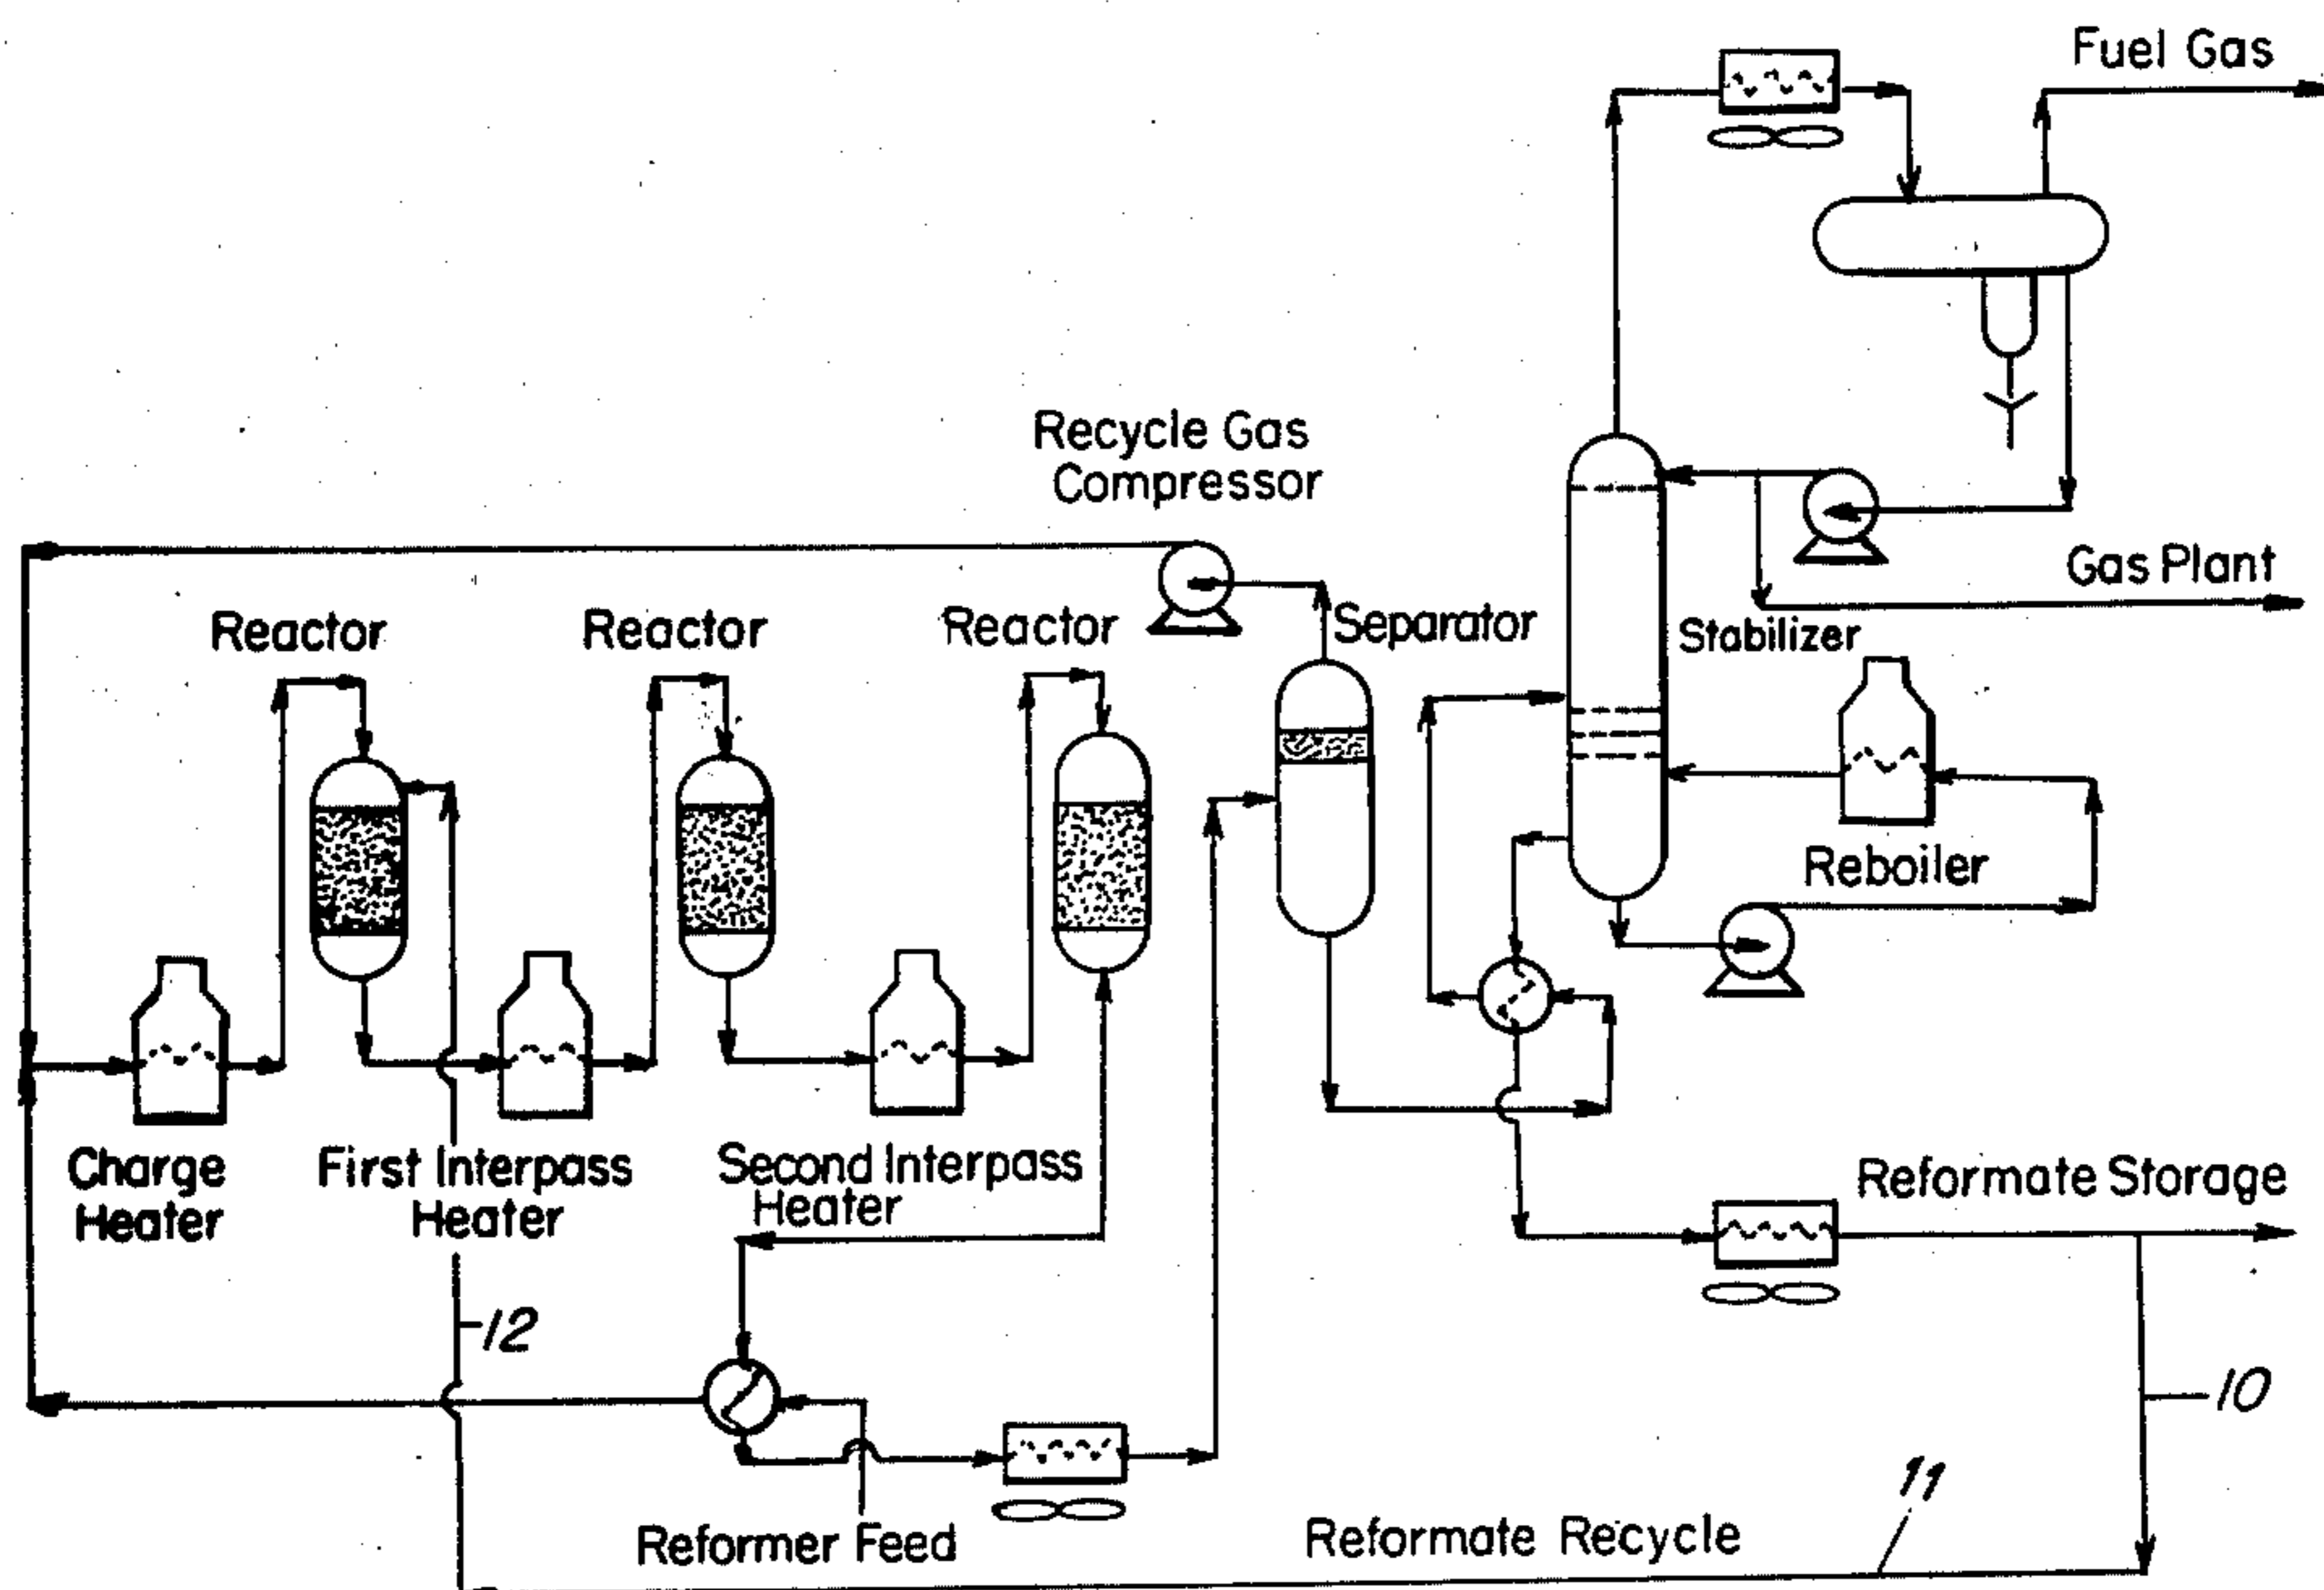 Fuel Gas
Recycle Gas
Compressor
Gas Plant
Reactor
Reactor
Reactor
Separator
Stabilizer
Reboiler
Charge
Heater
First Interpass
Heater
Second Interpass
Heater
Reformate Storage
12
10
11
Reformer Feed
Reformate Recycle